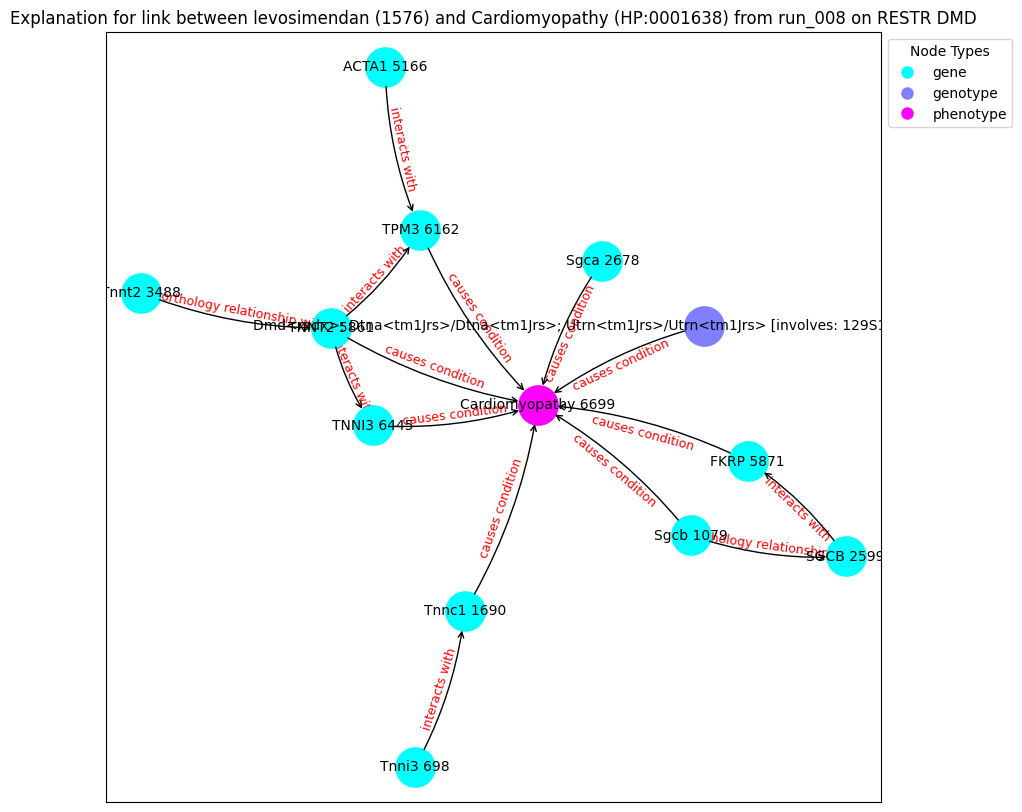 Explanation for link between levosimendan (1576) and Cardiomyopathy (HP:0001638) from run_008 on RESTR DMD
Node Types
gene
genotype
phenotype
ACTA1 5166
interacts with
TPM3 6162
Sgca 2678
interacts with
causes condition
Tnnt2 3488
orthology relationship
causes condition
Dtna<tm1Jrs>/Dtna<tm1Jrs>; Utrn<tm1Jrs>/Utrn<tm1Jrs> [involves: 129S1
TNNT2 5861
causes condition
causes condition
interacts with
Cardiomyopathy 6699
causes condition
TNNI3 6445
causes condition
FKRP 5871
causes condition
interacts with
causes condition
Sgcb 1079
orthology relationship
SGCB 2599
Tnnc1 1690
interacts with
Tnni3 698